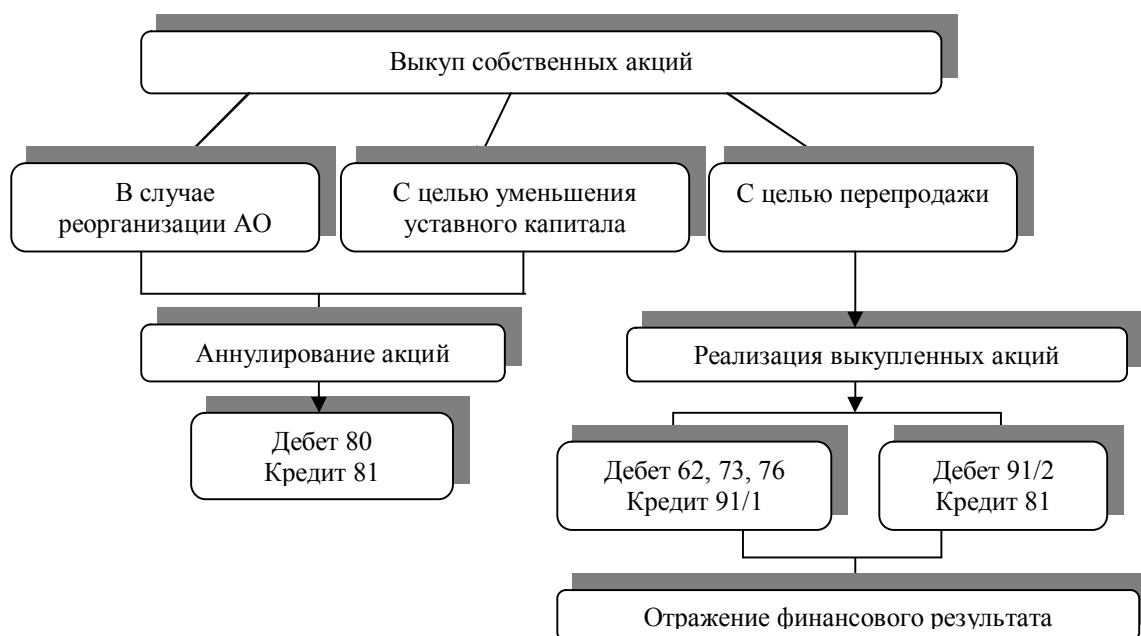 Выкуп собственных акций
В случае
реорганизации АО
С целью уменьшения
уставного капитала
С целью перепродажи
Аннулирование акций
Реализация выкупленных акций
Дебет 80
Кредит 81
Дебет 62, 73, 76
Кредит 91/1
Дебет 91/2
Кредит 81
Отражение финансового результата